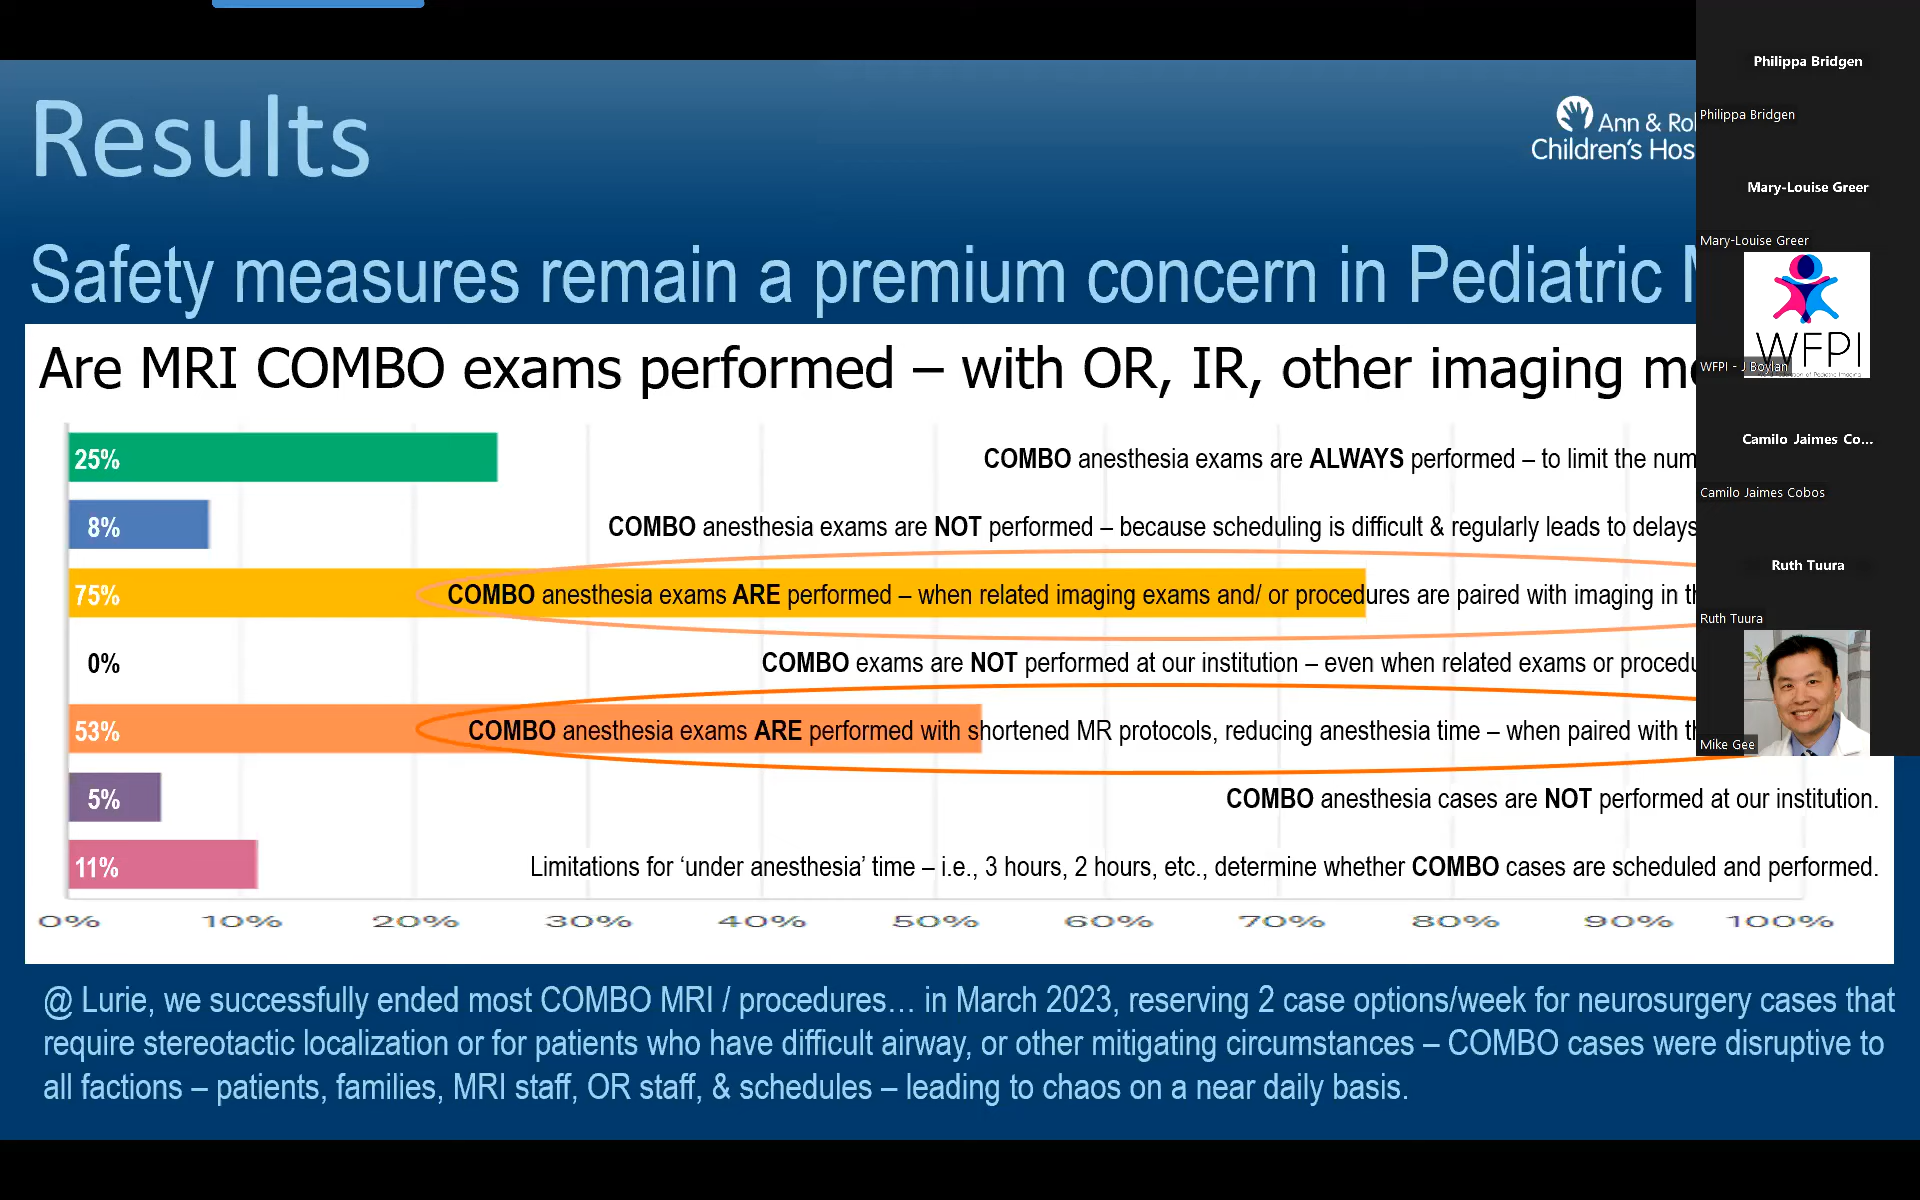 Results
Ann & Ro
Children's Hos
Safety measures remain a premium concern in Pediatric
Are MRI COMBO exams performed – with OR, IR, other imaging
25% COMBO anesthesia exams are ALWAYS performed – to limit the num
8% COMBO anesthesia exams are NOT performed – because scheduling is difficult & regularly leads to delays
75% COMBO anesthesia exams ARE performed – when related imaging exams and/ or procedures are paired with imaging in
0% COMBO exams are NOT performed at our institution – even when related exams or procedu
53% COMBO anesthesia exams ARE performed with shortened MR protocols, reducing anesthesia time – when paired with
5% COMBO anesthesia cases are NOT performed at our institution.
11% Limitations for ‘under anesthesia’ time – i.e., 3 hours, 2 hours, etc., determine whether COMBO cases are scheduled and performed.
0% 10% 20% 30% 40% 50% 60% 70% 80% 90% 100%
@ Lurie, we successfully ended most COMBO MRI / procedures… in March 2023, reserving 2 case options/week for neurosurgery cases that
require stereotactic localization or for patients who have difficult airway, or other mitigating circumstances – COMBO cases were disruptive to
all factions – patients, families, MRI staff, OR staff, & schedules – leading to chaos on a near daily basis.
Philippa Bridgen
Philippa Bridgen
Mary-Louise Greer
Mary-Louise Greer
WFPI
WFPI - J Boylan
Camilo Jaimes Co...
Camilo Jaimes Cobos
Ruth Tuura
Ruth Tuura
Mike Gee